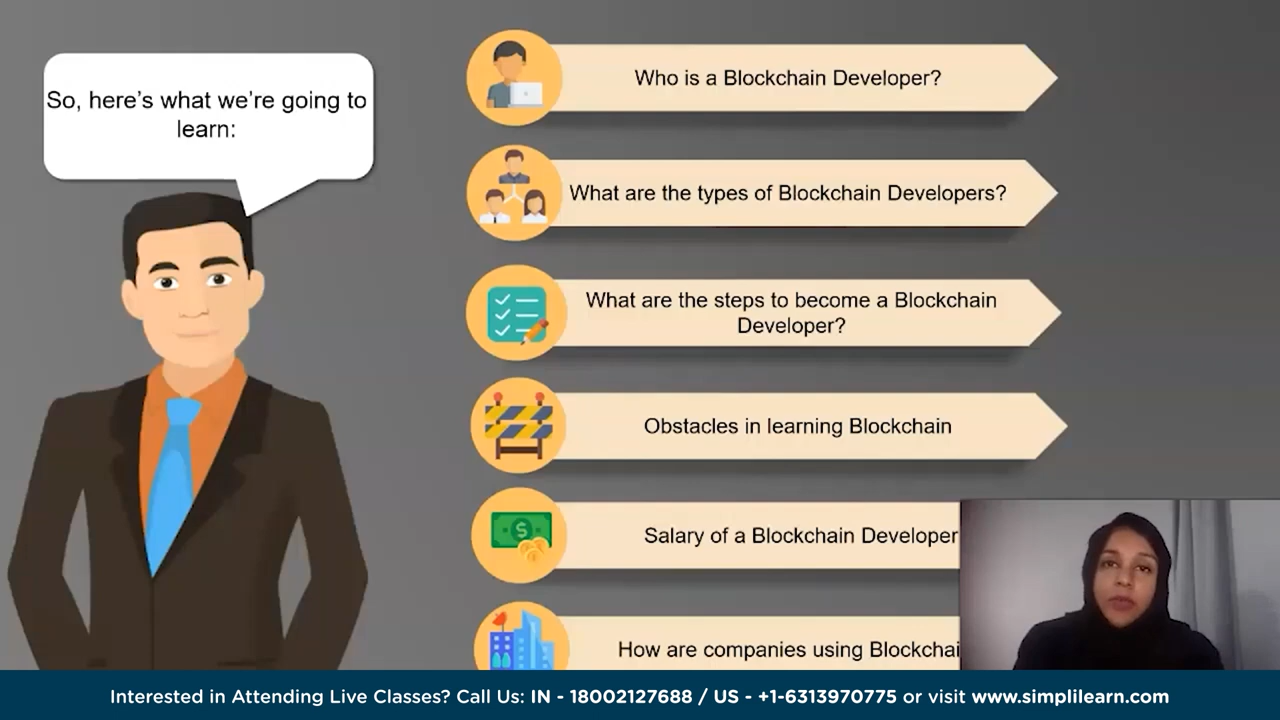 So, here’s what we’re going to
learn:
Who is a Blockchain Developer?
What are the types of Blockchain Developers?
What are the steps to become a Blockchain
Developer?
Obstacles in learning Blockchain
Salary of a Blockchain Developer
How are companies using Blockchai
Interested in Attending Live Classes? Call Us: IN - 18002127688 / US - +1-6313970775 or visit www.simplilearn.com